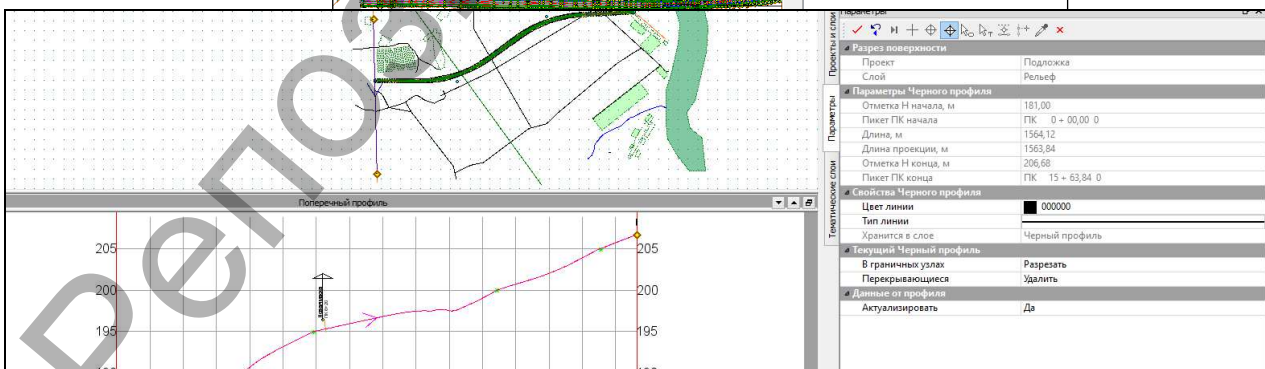 Параметры
Проекты и слои
Параметры
Тематические слои
Разрез поверхности
Проект Подложка
Слой Рельеф
Параметры Черного профиля
Отметка Н начала, м 181,00
Пикет ПК начала ПК 0 + 00,00 0
Длина, м 1564,12
Длина проекции, м 1563,84
Отметка Н конца, м 206,68
Пикет ПК конца ПК 15 + 63,84 0
Свойства Черного профиля
Цвет линии 000000
Тип линии
Хранится в слое Черный профиль
Текущий Черный профиль
В граничных узлах Разрезать
Перекрывающиеся Удалить
Данные от профиля
Актуализировать Да
Поперечный профиль
205 205
200 200
195 195
190 190
Репоз